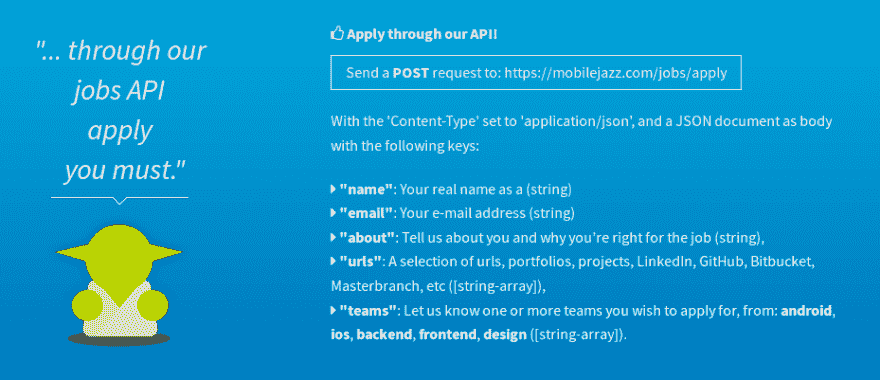 "... through our
jobs API
apply
you must."
Apply through our API!
Send a POST request to: https://mobilejazz.com/jobs/apply
With the 'Content-Type' set to 'application/json', and a JSON document as body
with the following keys:
"name": Your real name as a (string)
"email": Your e-mail address (string)
"about": Tell us about you and why you're right for the job (string),
"urls": A selection of urls, portfolios, projects, LinkedIn, GitHub, Bitbucket,
Masterbranch, etc ([string-array]),
"teams": Let us know one or more teams you wish to apply for, from: android,
ios, backend, frontend, design ([string-array]).